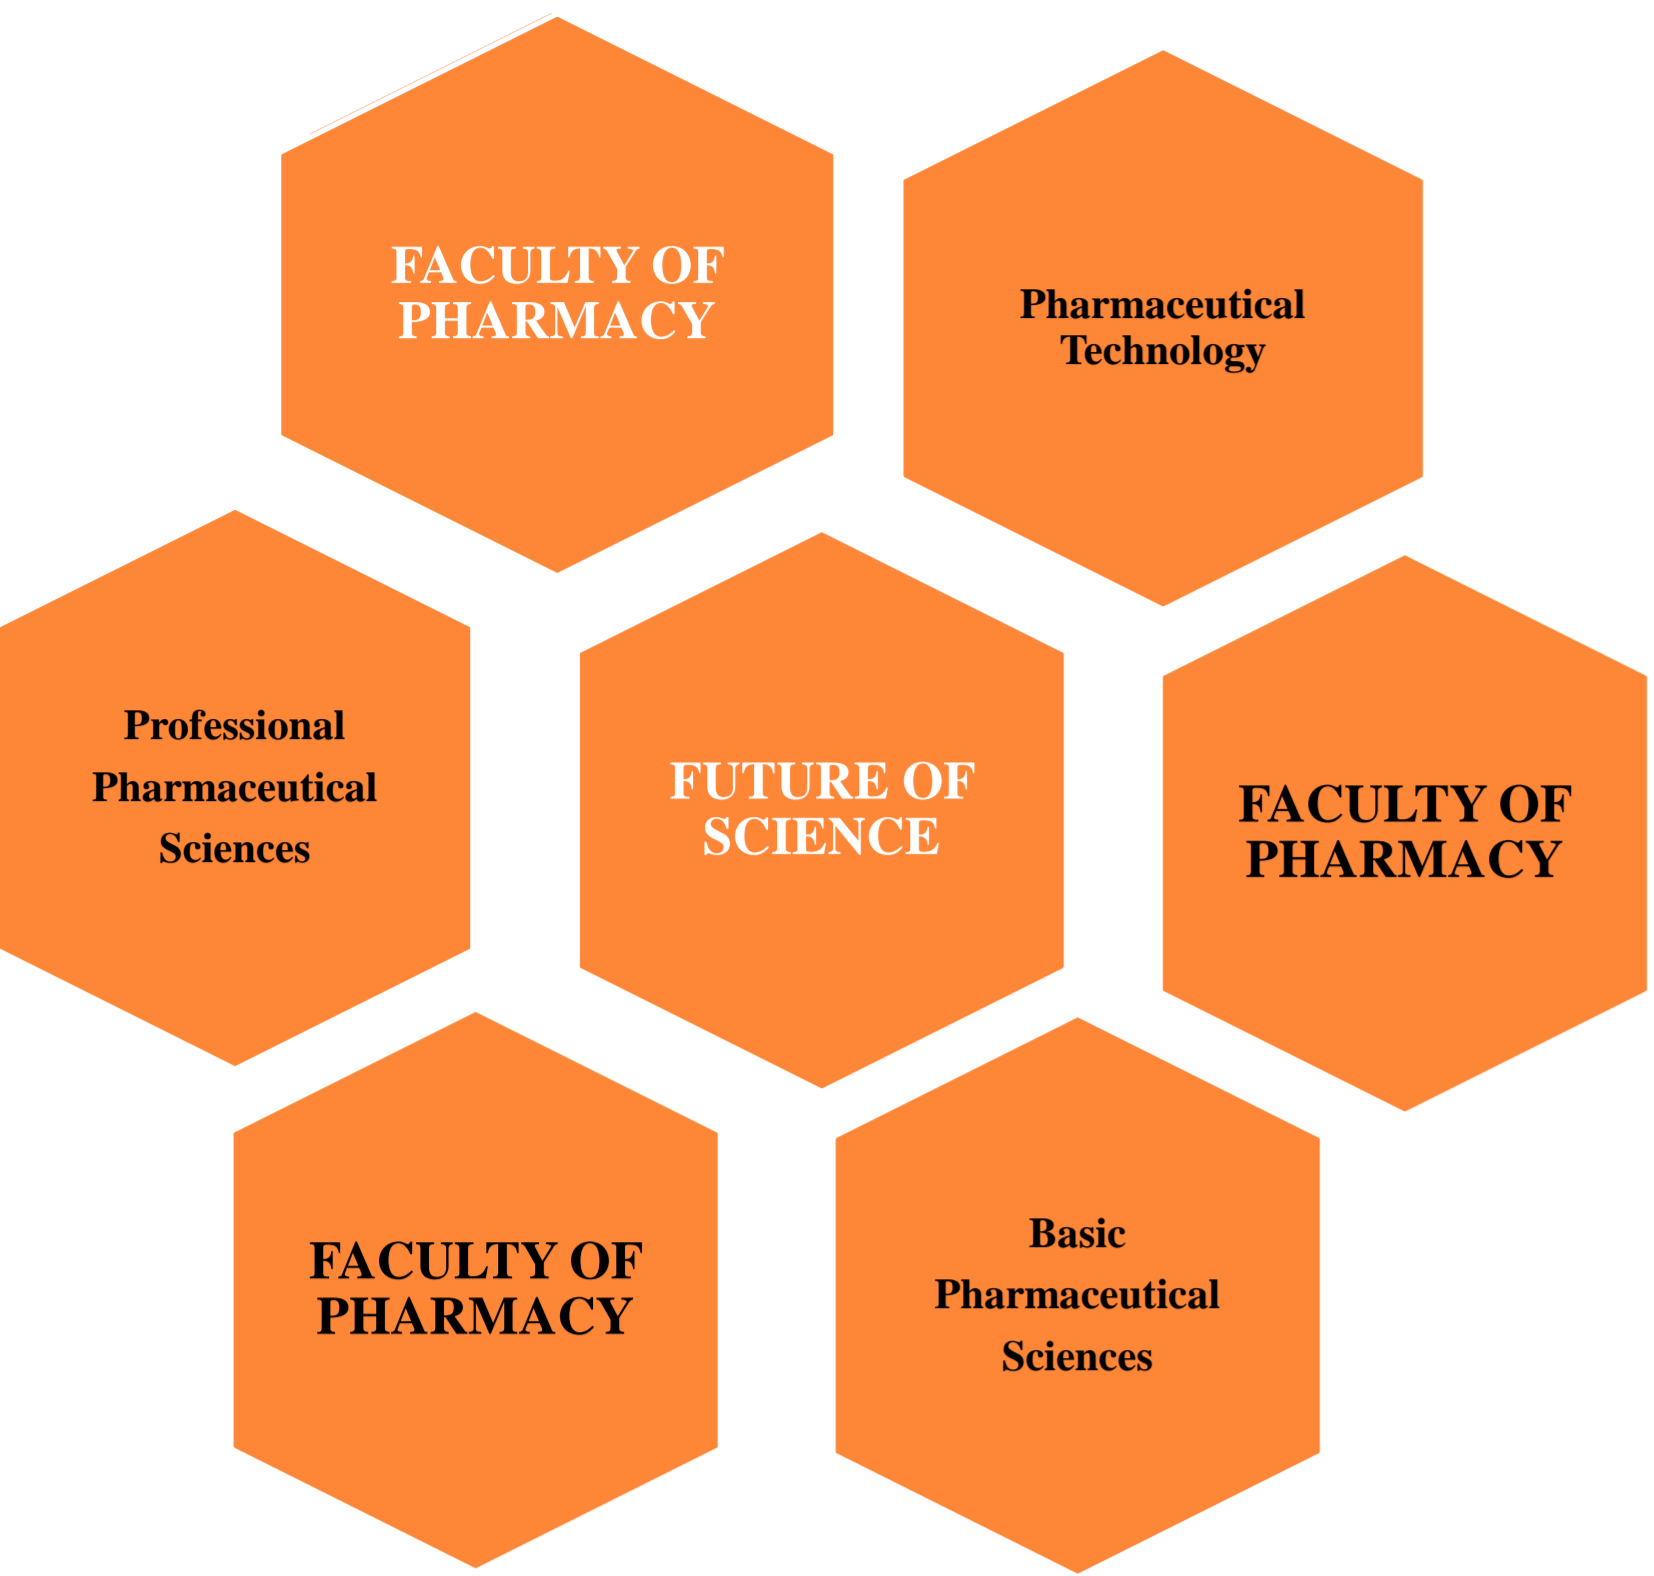 FACULTY OF
PHARMACY
Pharmaceutical
Technology
Professional
Pharmaceutical
Sciences
FUTURE OF
SCIENCE
FACULTY OF
PHARMACY
FACULTY OF
PHARMACY
Basic
Pharmaceutical
Sciences